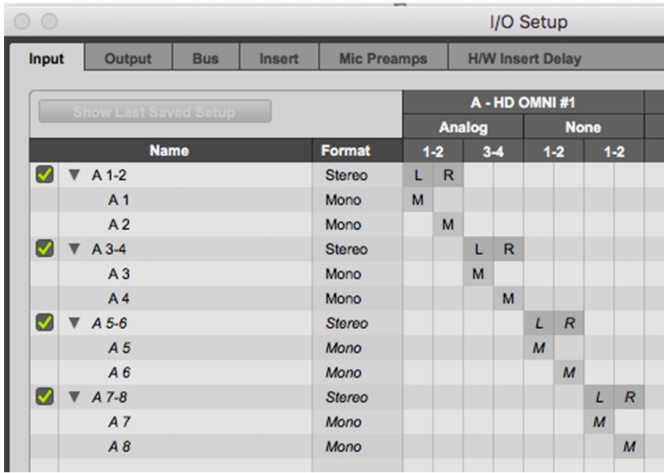 I/O Setup
Input Output Bus Insert Mic Preamps H/W Insert Delay
Show Last Saved Setup
A - HD OMNI #1
Analog None
Name Format 1-2 3-4 1-2 1-2
A 1-2 Stereo L R
A 1 Mono M
A 2 Mono M
A 3-4 Stereo L R
A 3 Mono M
A 4 Mono M
A 5-6 Stereo L R
A 5 Mono M
A 6 Mono M
A 7-8 Stereo L R
A 7 Mono M
A 8 Mono M